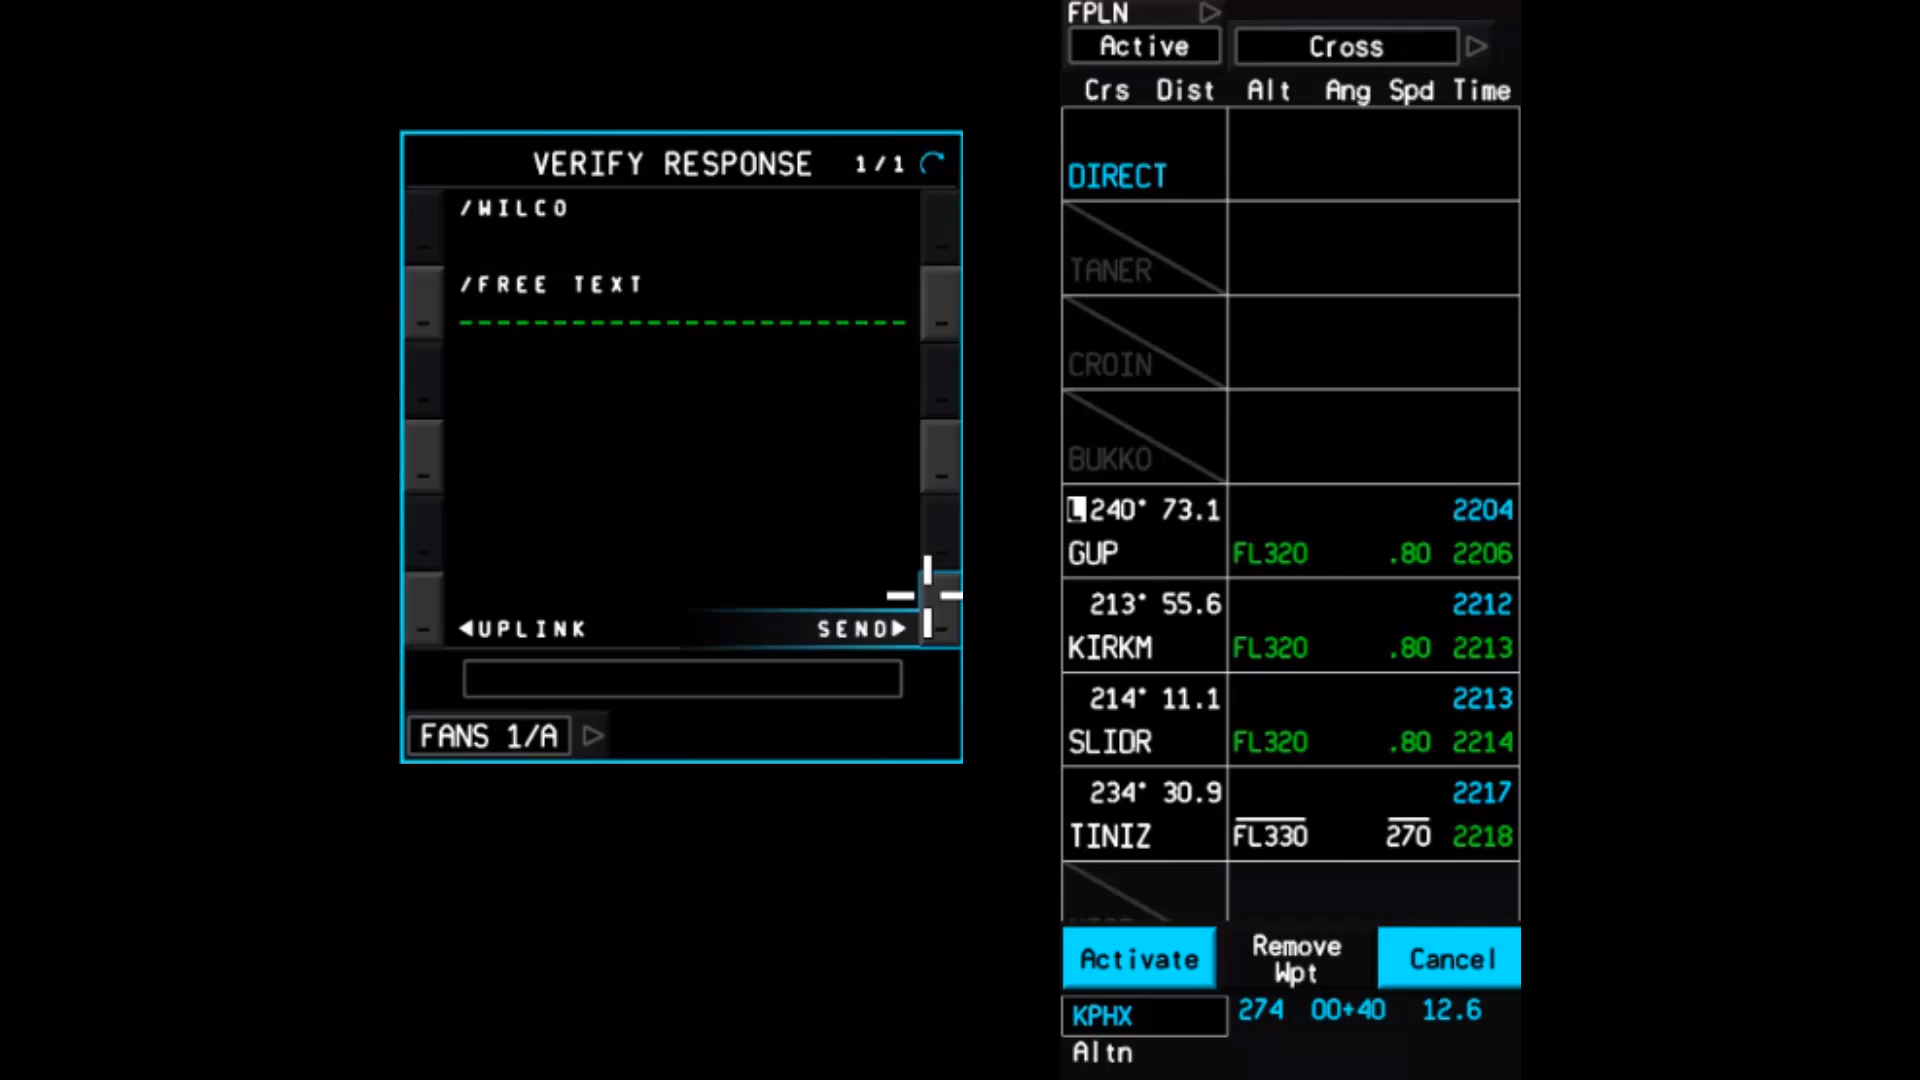 VERIFY RESPONSE 1/1
/WILCO
/FREE TEXT
◀UPLINK SEND▶
FANS 1/A
FPLN
Active Cross
Crs Dist Alt Ang Spd Time
DIRECT
TANER
CROIN
BUKKO
L 240° 73.1 2204
GUP FL320 .80 2206
213° 55.6 2212
KIRKM FL320 .80 2213
214° 11.1 2213
SLIDR FL320 .80 2214
234° 30.9 2217
TINIZ FL330 270 2218
Activate Remove Wpt Cancel
KPHX 274 00+40 12.6
Altn